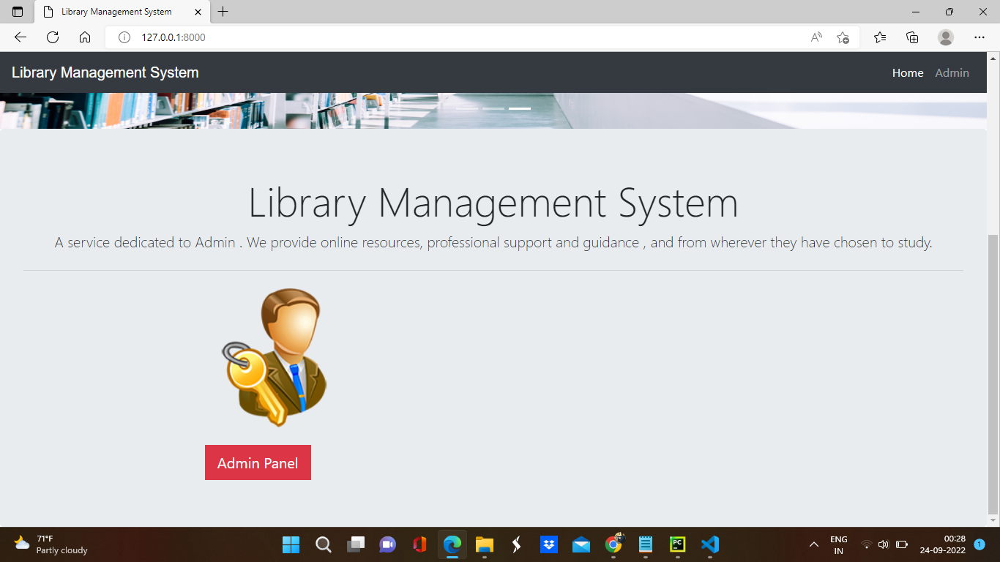 Library Management System
127.0.0.1:8000
Library Management System
Home
Admin
Library Management System
A service dedicated to Admin . We provide online resources, professional support and guidance , and from wherever they have chosen to study.
Admin Panel
71°F
Partly cloudy
PC
ENG
IN
00:28
24-09-2022
1